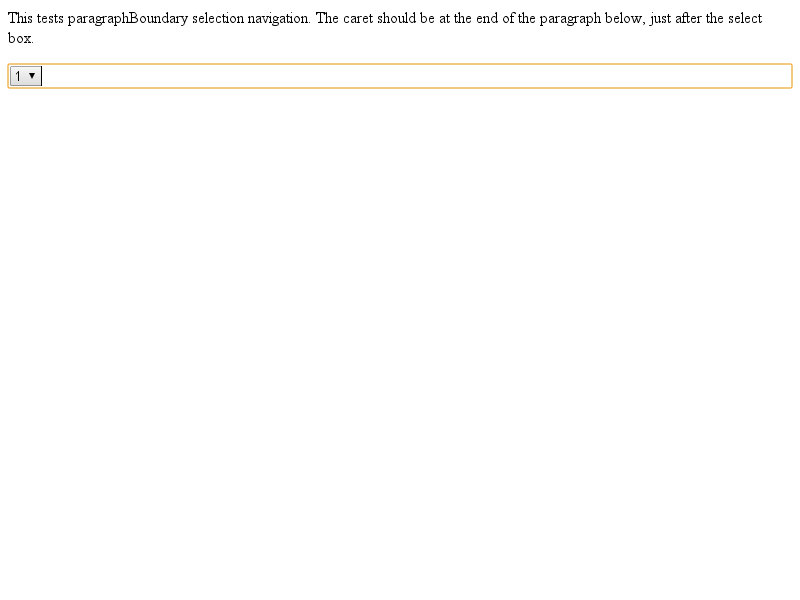 This tests paragraphBoundary selection navigation. The caret should be at the end of the paragraph below, just after the select
box.
1 ▼